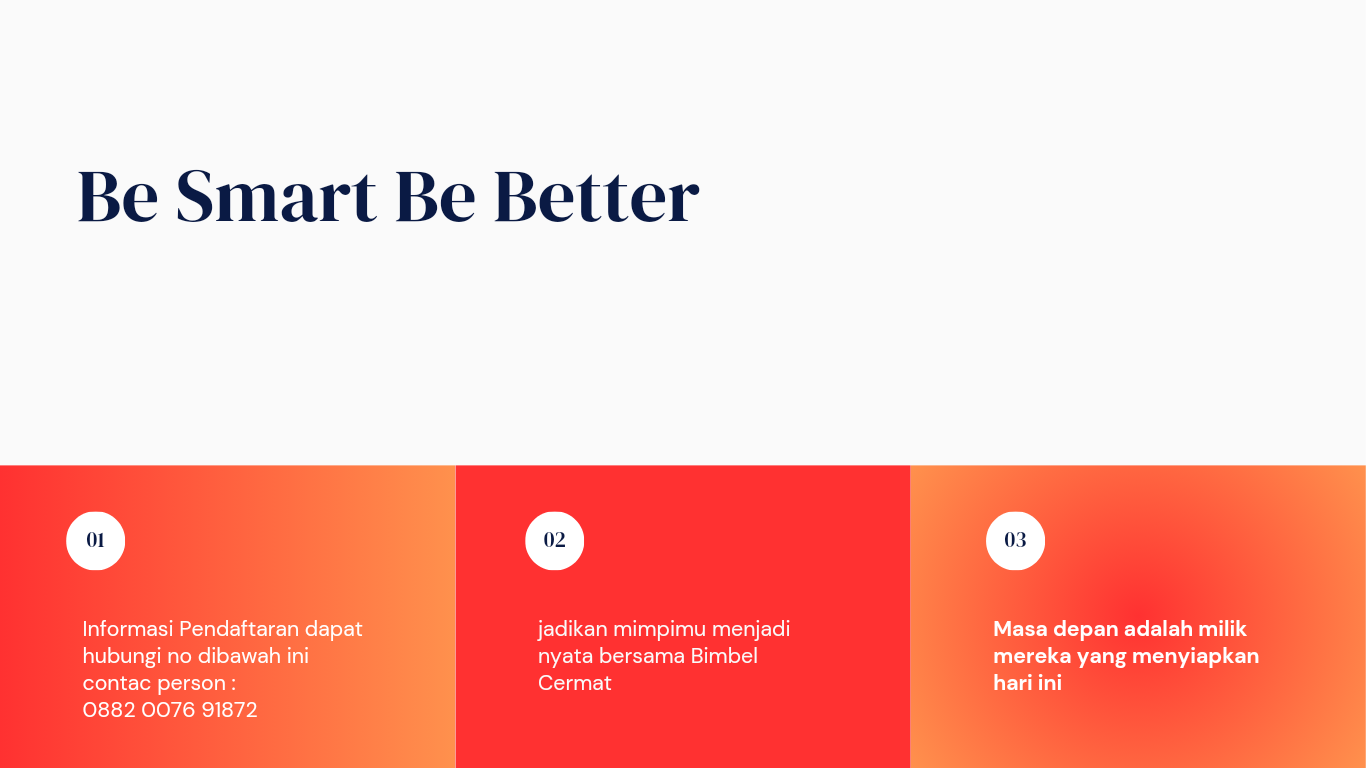 Be Smart Be Better
01
Informasi Pendaftaran dapat
hubungi no dibawah ini
contac person :
0882 0076 91872
02
jadikan mimpimu menjadi
nyata bersama Bimbel
Cermat
03
Masa depan adalah milik
mereka yang menyiapkan
hari ini